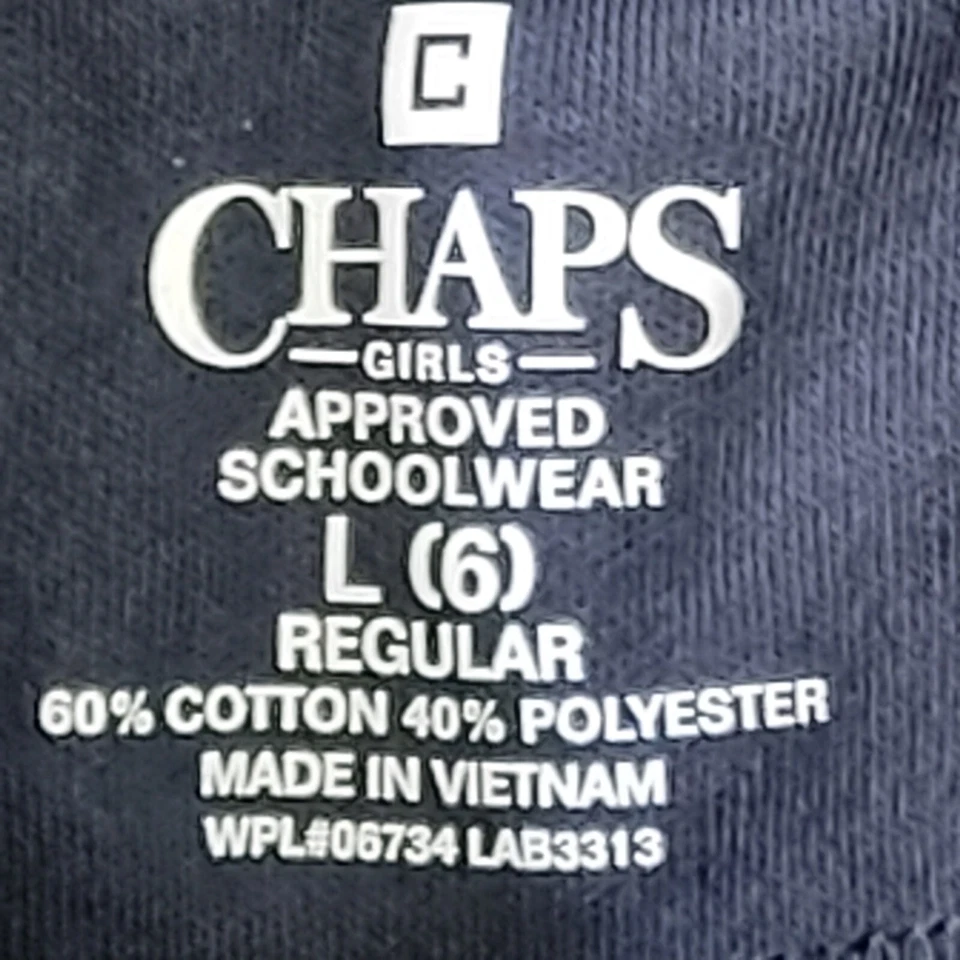 C
CHAPS
GIRLS
APPROVED
SCHOOLWEAR
L (6)
REGULAR
60% COTTON 40% POLYESTER
MADE IN VIETNAM
WPL#06734 LAB3313